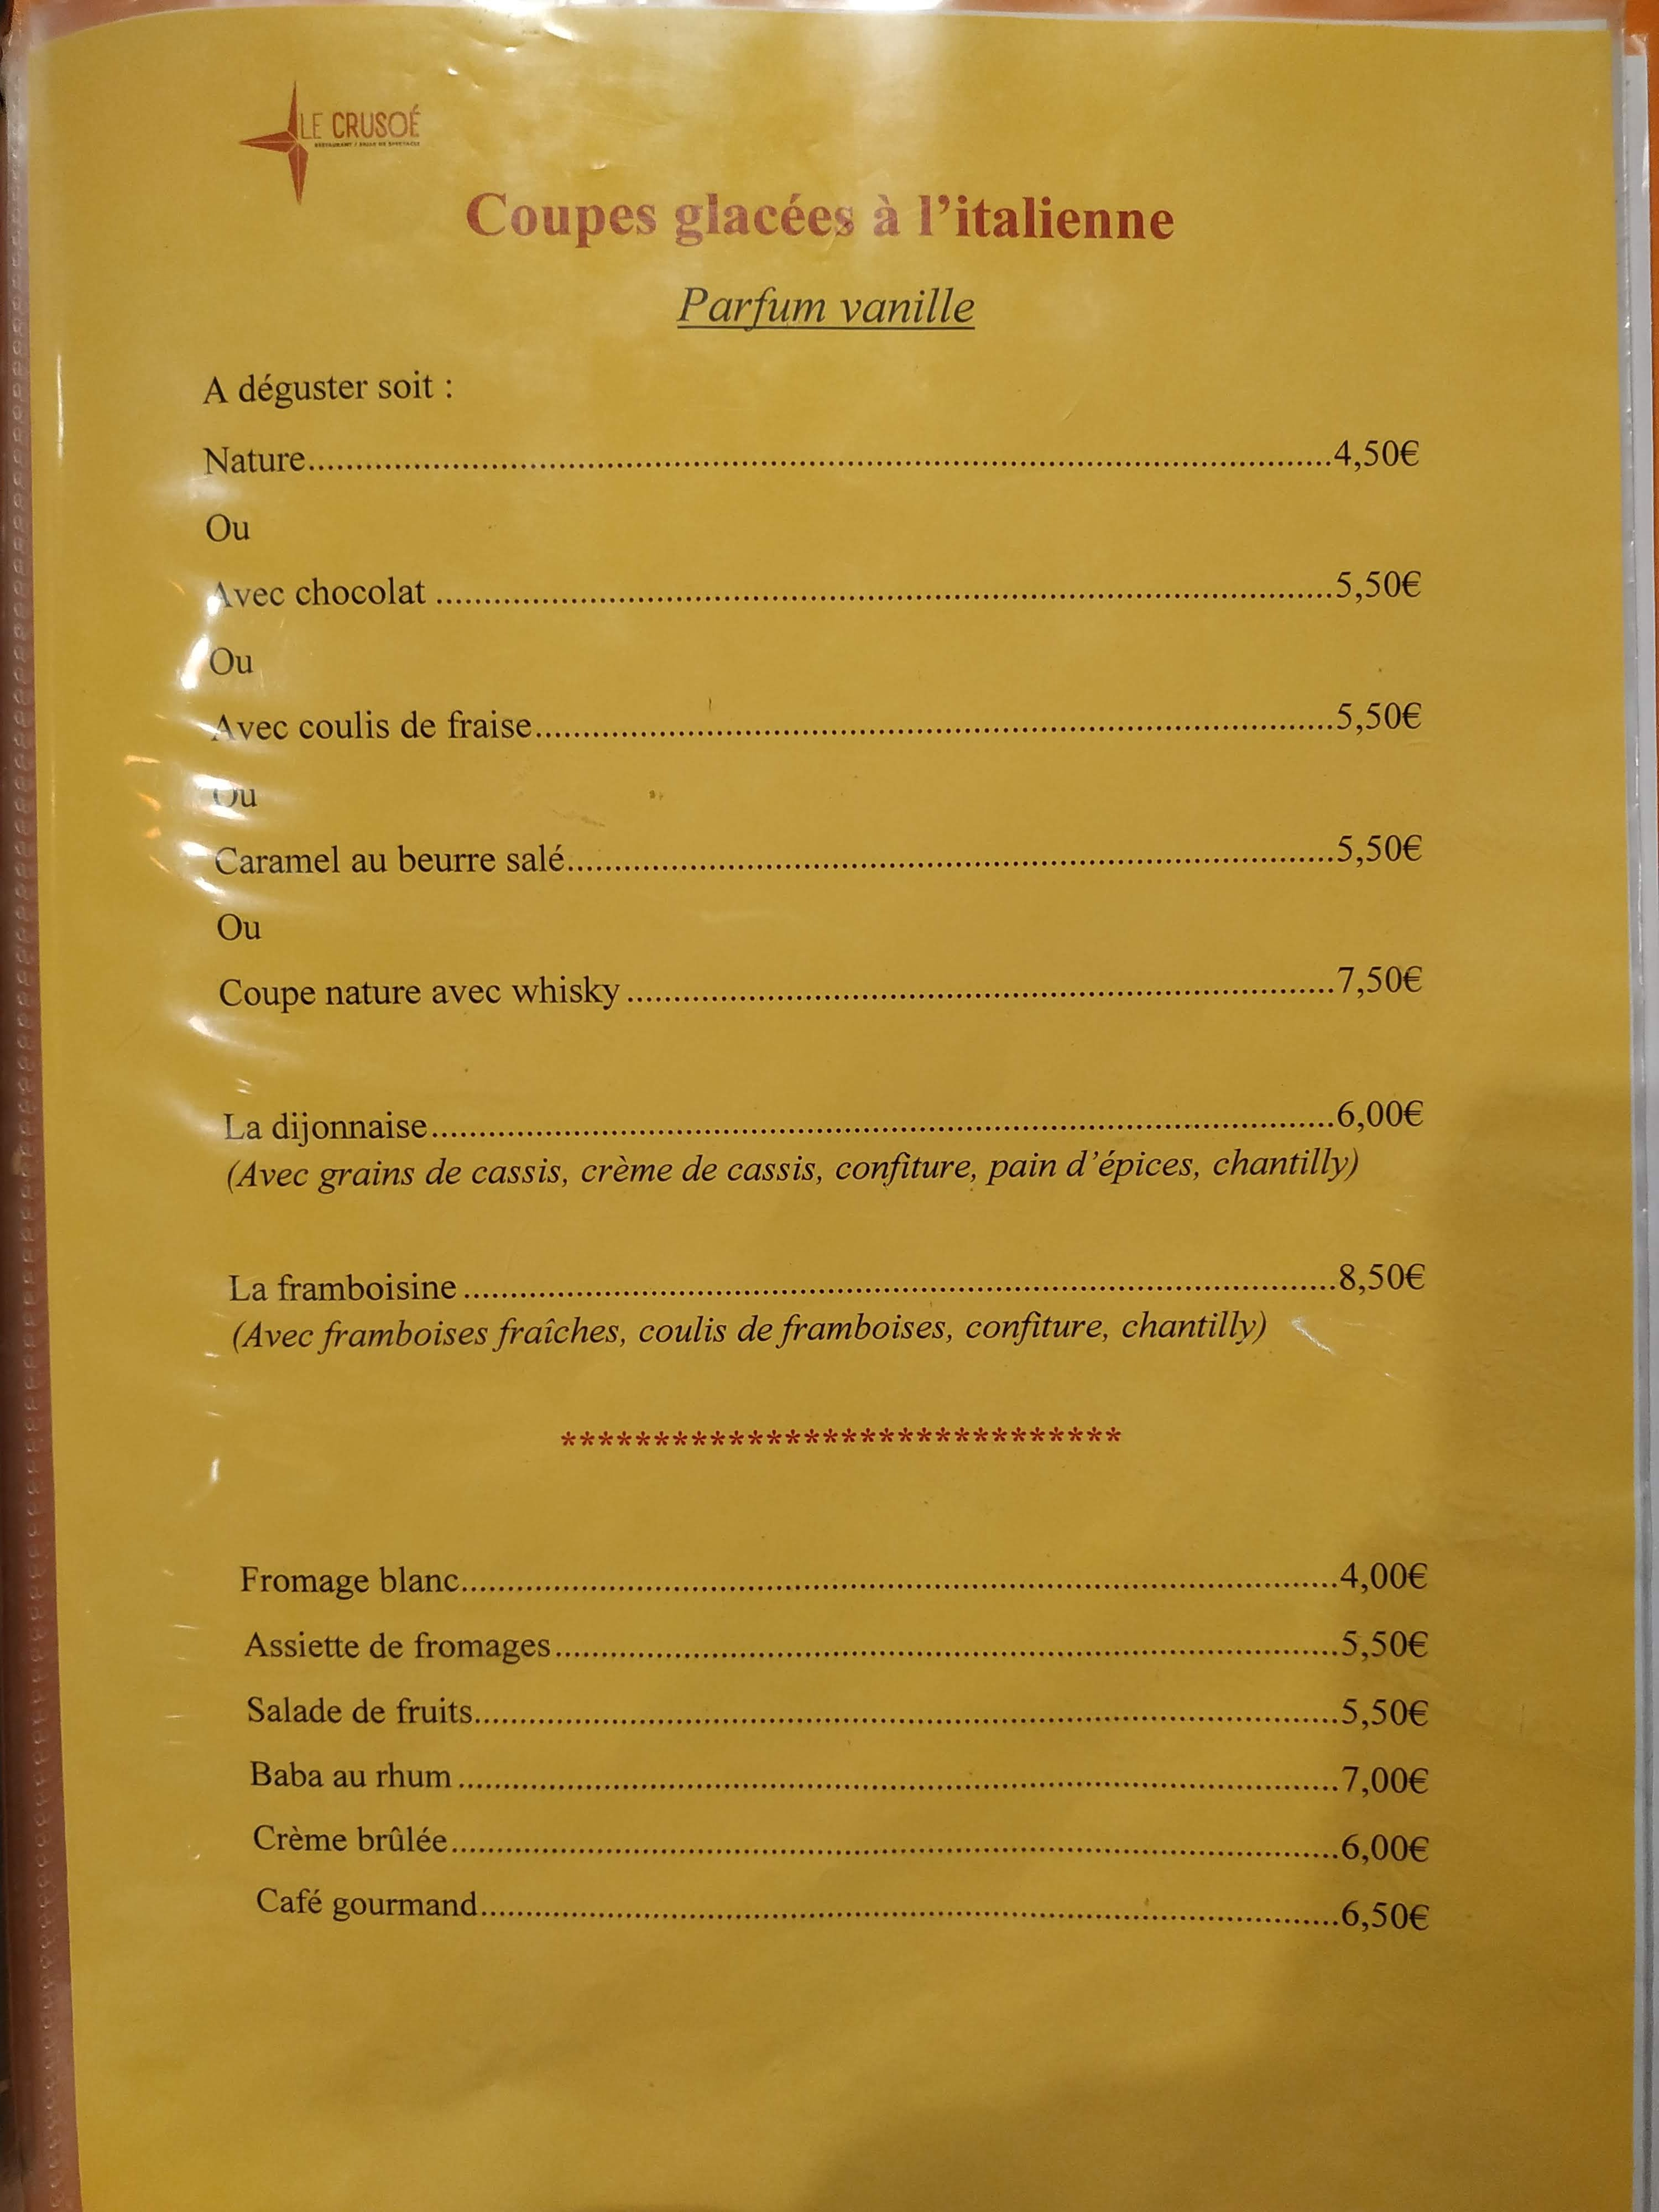 LE CRUSOÉ
RESTAURANT / SALLE DE SPECTACLE
Coupes glacées à l’italienne
Parfum vanille
A déguster soit :
Nature..........4,50€
Ou
Avec chocolat..........5,50€
Ou
Avec coulis de fraise..........5,50€
Ou
Caramel au beurre salé..........5,50€
Ou
Coupe nature avec whisky..........7,50€
La dijonnaise..........6,00€
(Avec grains de cassis, crème de cassis, confiture, pain d’épices, chantilly)
La framboisine..........8,50€
(Avec framboises fraîches, coulis de framboises, confiture, chantilly)
******************************
Fromage blanc..........4,00€
Assiette de fromages..........5,50€
Salade de fruits..........5,50€
Baba au rhum..........7,00€
Crème brûlée..........6,00€
Café gourmand..........6,50€